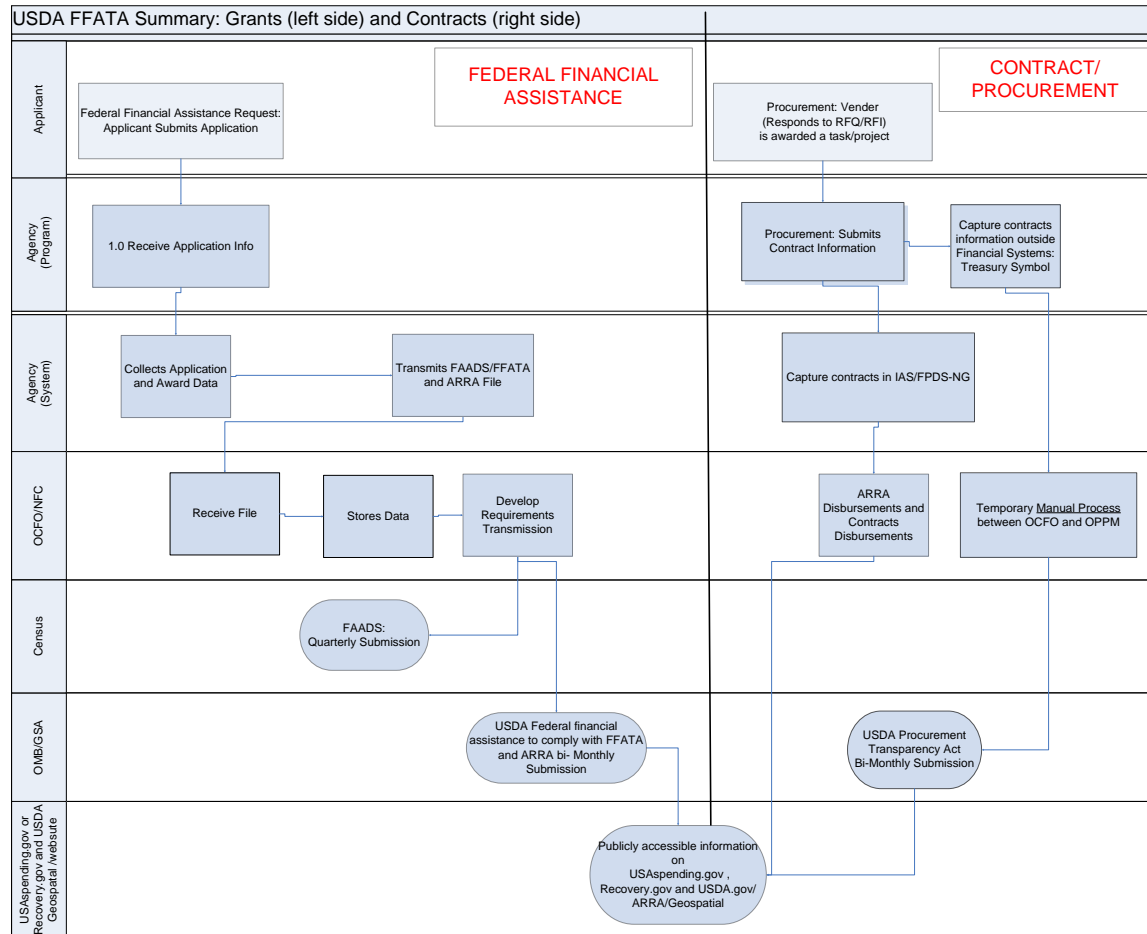 USDA FFATA Summary: Grants (left side) and Contracts (right side)
Applicant
FEDERAL FINANCIAL
ASSISTANCE
CONTRACT/
PROCUREMENT
Federal Financial Assistance Request:
Applicant Submits Application
Procurement: Vender
(Responds to RFQ/RFI)
is awarded a task/project
Agency
(Program)
1.0 Receive Application Info
Procurement: Submits
Contract Information
Capture contracts
information outside
Financial Systems:
Treasury Symbol
Agency
(System)
Collects Application
and Award Data
Transmits FAADS/FFATA
and ARRA File
Capture contracts in IAS/FPDS-NG
OCFO/NFC
Receive File
Stores Data
Develop
Requirements
Transmission
ARRA
Disbursements and
Contracts
Disbursements
Temporary Manual Process
between OCFO and OPPM
Census
FAADS:
Quarterly Submission
OMB/GSA
USDA Federal financial
assistance to comply with FFATA
and ARRA bi- Monthly
Submission
USDA Procurement
Transparency Act
Bi-Monthly Submission
USAspending.gov or
Recovery.gov and USDA
Geospatal /websute
Publicly accessible information
on
USAspending.gov ,
Recovery.gov and USDA.gov/
ARRA/Geospatial